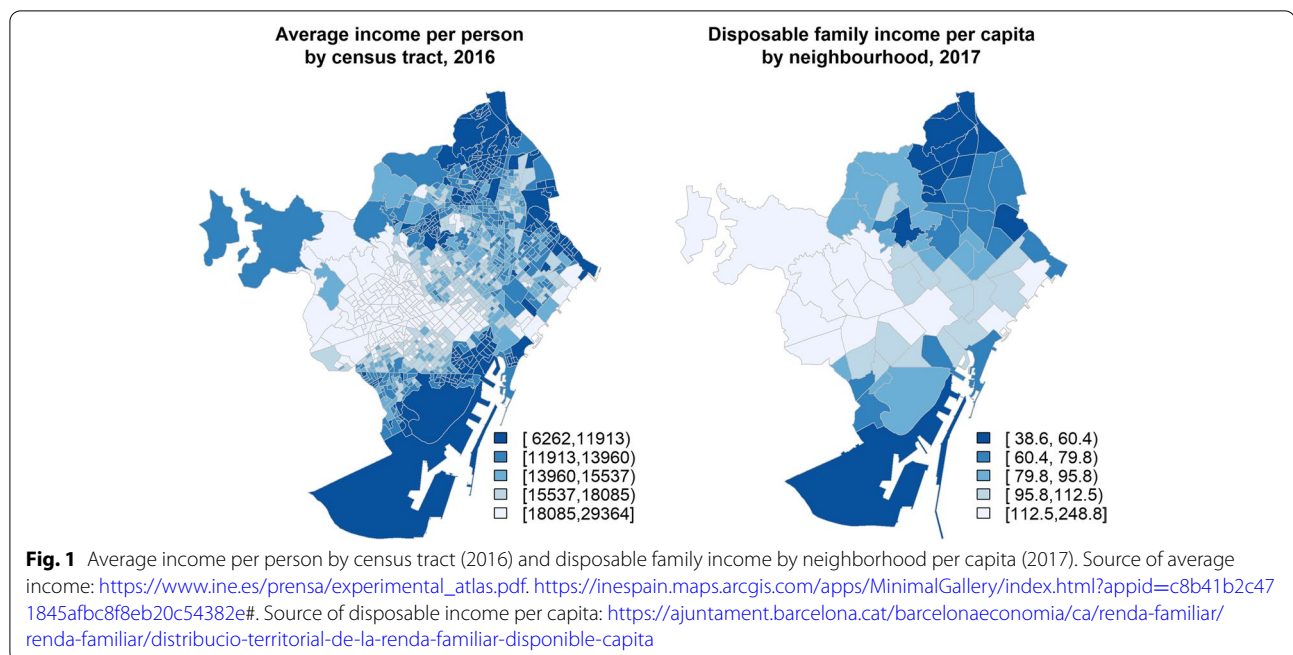 Average income per person
by census tract, 2016
Disposable family income per capita
by neighbourhood, 2017
[ 6262,11913)
[11913,13960)
[13960,15537)
[15537,18085)
[18085,29364]
[ 38.6, 60.4)
[ 60.4, 79.8)
[ 79.8, 95.8)
[ 95.8,112.5)
[112.5,248.8]
Fig. 1 Average income per person by census tract (2016) and disposable family income by neighborhood per capita (2017). Source of average
income: https://www.ine.es/prensa/experimental_atlas.pdf. https://inespain.maps.arcgis.com/apps/MinimalGallery/index.html?appid=c8b41b2c47
1845afbc8f8eb20c54382e#. Source of disposable income per capita: https://ajuntament.barcelona.cat/barcelonaeconomia/ca/renda-familiar/
renda-familiar/distribucio-territorial-de-la-renda-familiar-disponible-capita